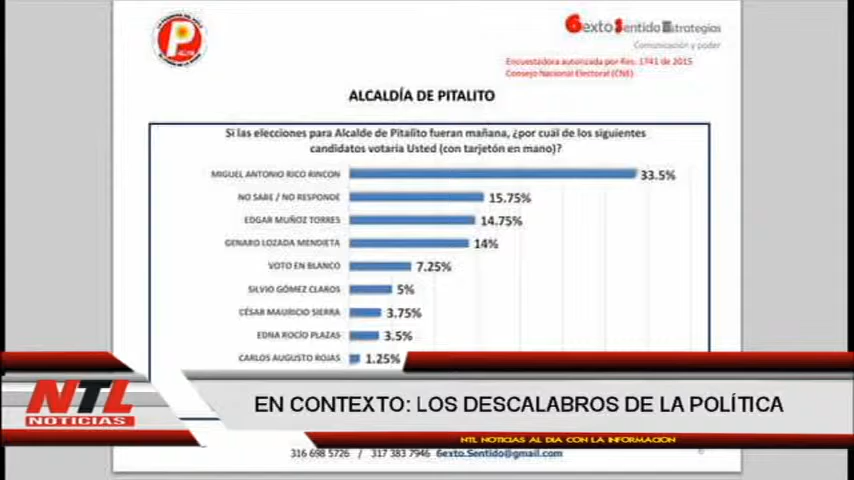 6exto Sentido Estrategias
Comunicación y poder
Encuestadora autorizada por Res. 1741 de 2015
Consejo Nacional Electoral (CNE)
ALCALDÍA DE PITALITO
Si las elecciones para Alcalde de Pitalito fueran mañana, ¿por cuál de los siguientes
candidatos votaría Usted (con tarjetón en mano)?
MIGUEL ANTONIO RICO RINCON 33.5%
NO SABE / NO RESPONDE 15.75%
EDGAR MUÑOZ TORRES 14.75%
GENARO LOZADA MENDIETA 14%
VOTO EN BLANCO 7.25%
SILVIO GÓMEZ CLAROS 5%
CÉSAR MAURICIO SIERRA 3.75%
EDNA ROCÍO PLAZAS 3.5%
CARLOS AUGUSTO ROJAS 1.25%
NTL
NOTICIAS
EN CONTEXTO: LOS DESCALABROS DE LA POLÍTICA
NTL NOTICIAS AL DIA CON LA INFORMACION
316 698 5726 / 317 383 7946 6exto.Sentido@gmail.com